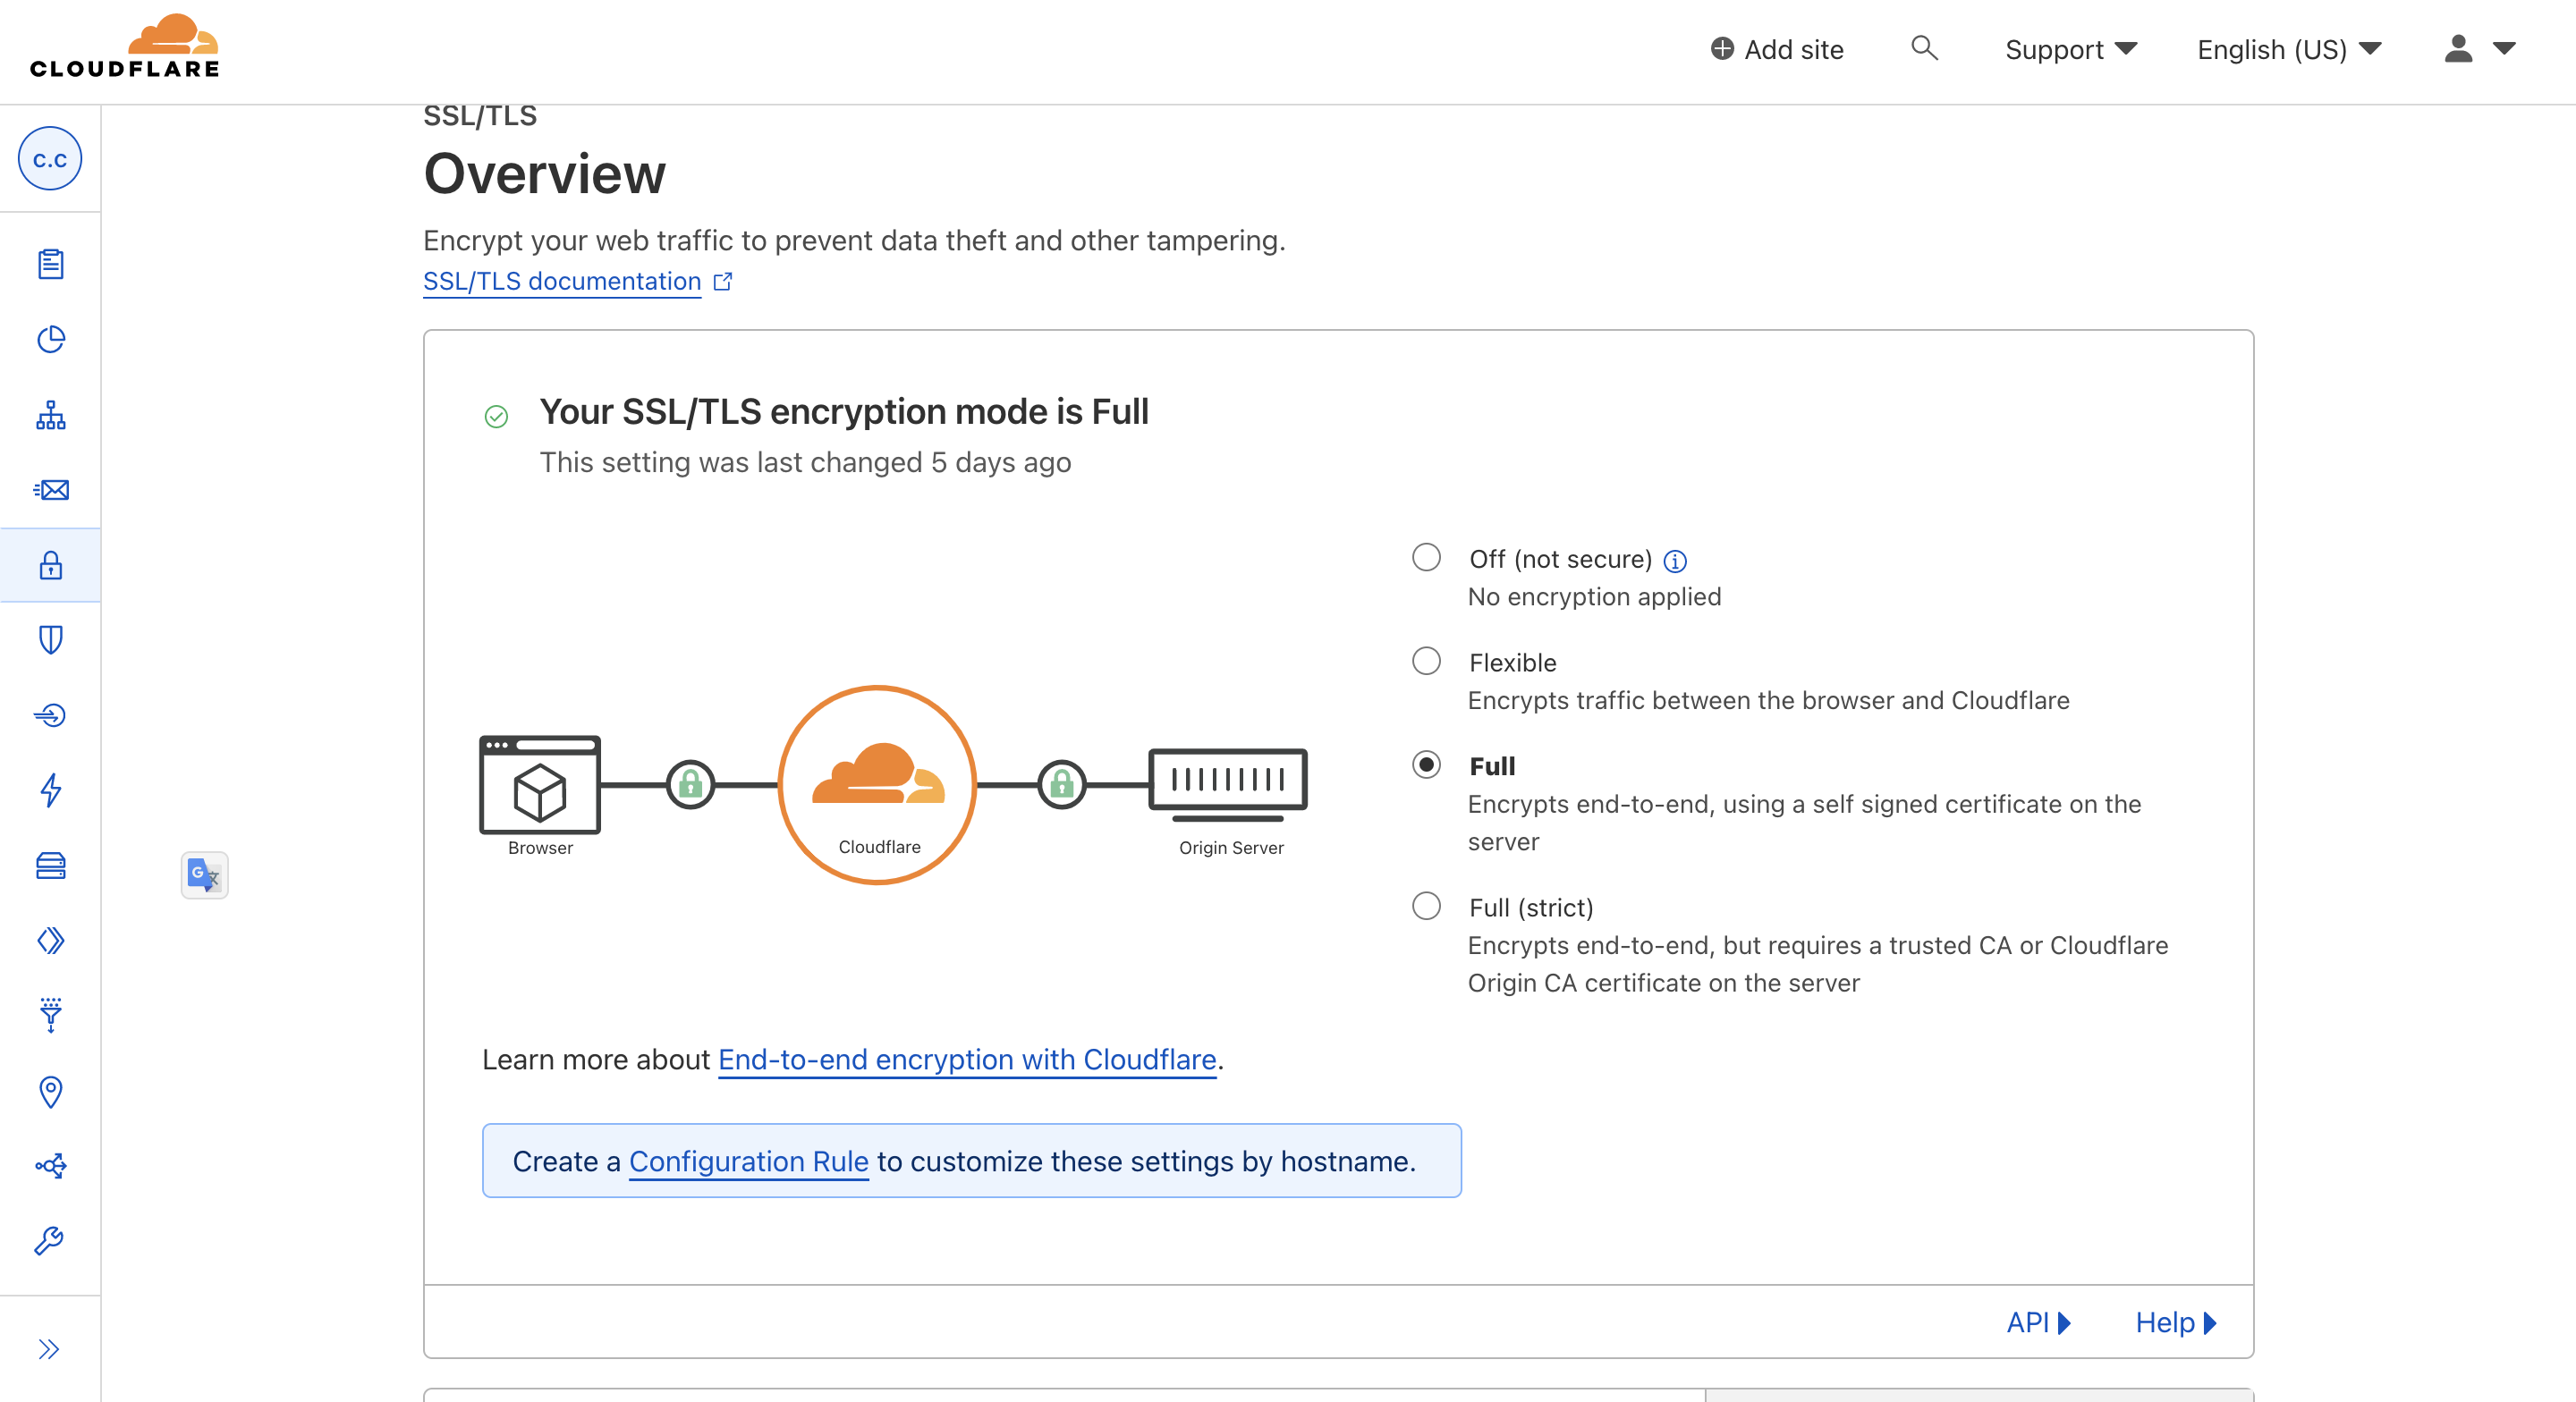 CLOUDFLARE
Add site
Support
English (US)
C.C
SSL/TLS
Overview
Encrypt your web traffic to prevent data theft and other tampering.
SSL/TLS documentation
Your SSL/TLS encryption mode is Full
This setting was last changed 5 days ago
Browser
Cloudflare
Origin Server
Off (not secure)
No encryption applied
Flexible
Encrypts traffic between the browser and Cloudflare
Full
Encrypts end-to-end, using a self signed certificate on the
server
Full (strict)
Encrypts end-to-end, but requires a trusted CA or Cloudflare
Origin CA certificate on the server
G文
Learn more about End-to-end encryption with Cloudflare.
Create a Configuration Rule to customize these settings by hostname.
API
Help